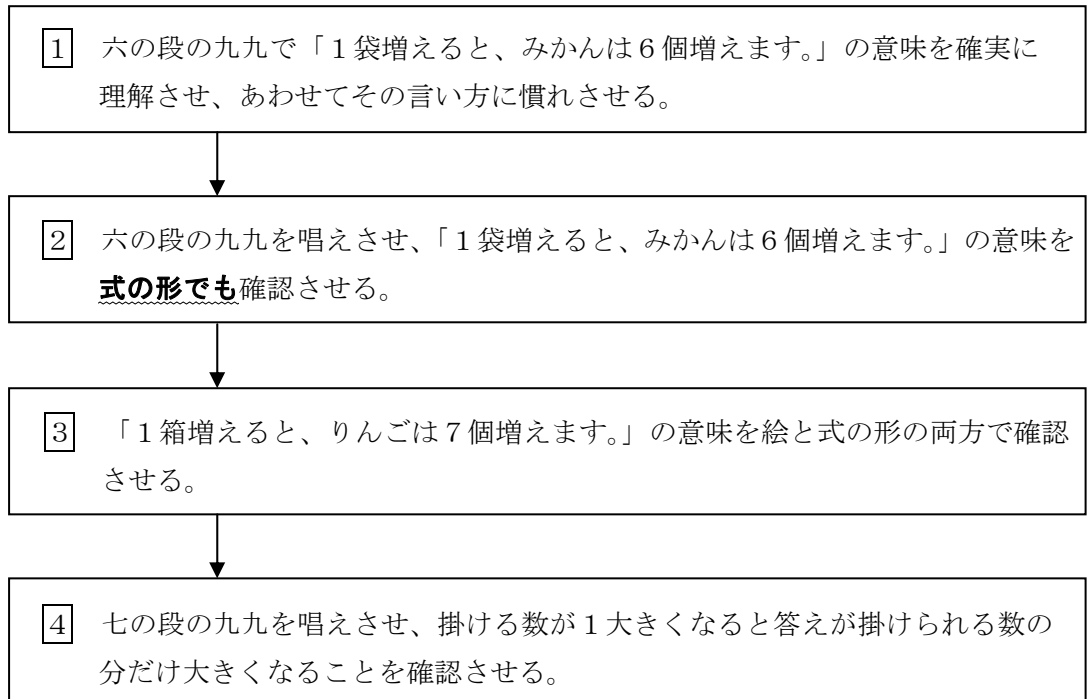 1 六の段の九九で「１袋増えると、みかんは６個増えます。」の意味を確実に
理解させ、あわせてその言い方に慣れさせる。
2 六の段の九九を唱えさせ、「１袋増えると、みかんは６個増えます。」の意味を
式の形でも確認させる。
3 「１箱増えると、りんごは７個増えます。」の意味を絵と式の形の両方で確認
させる。
4 七の段の九九を唱えさせ、掛ける数が１大きくなると答えが掛けられる数の
分だけ大きくなることを確認させる。